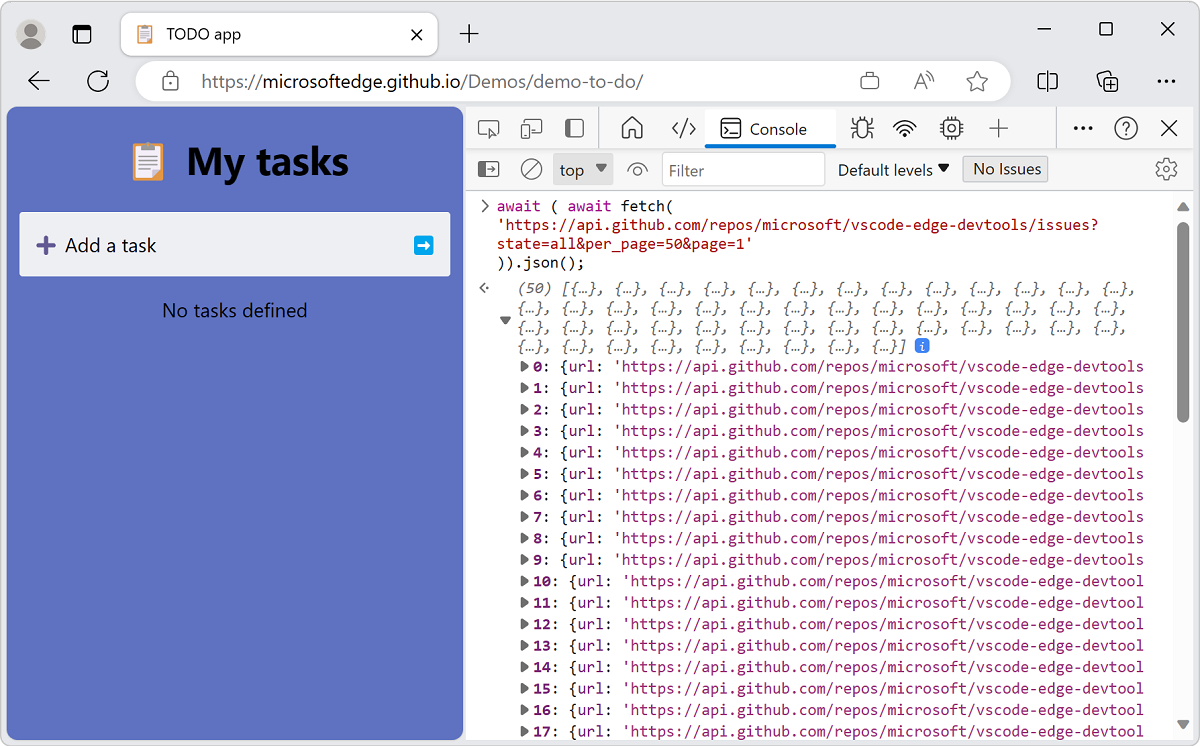 TODO app
https://microsoftedge.github.io/Demos/demo-to-do/
My tasks
Add a task
No tasks defined
Console
top
Filter
Default levels
No Issues
await ( await fetch(
'https://api.github.com/repos/microsoft/vscode-edge-devtools/issues?
state=all&per_page=50&page=1'
)).json();
(50) [{…}, {…}, {…}, {…}, {…}, {…}, {…}, {…}, {…}, {…}, {…}, {…}, {…},
{…}, {…}, {…}, {…}, {…}, {…}, {…}, {…}, {…}, {…}, {…}, {…}, {…}, {…},
{…}, {…}, {…}, {…}, {…}, {…}, {…}, {…}, {…}, {…}, {…}, {…}, {…}, {…},
{…}, {…}, {…}, {…}, {…}, {…}, {…}, {…}, {…}]
0: {url: 'https://api.github.com/repos/microsoft/vscode-edge-devtools
1: {url: 'https://api.github.com/repos/microsoft/vscode-edge-devtools
2: {url: 'https://api.github.com/repos/microsoft/vscode-edge-devtools
3: {url: 'https://api.github.com/repos/microsoft/vscode-edge-devtools
4: {url: 'https://api.github.com/repos/microsoft/vscode-edge-devtools
5: {url: 'https://api.github.com/repos/microsoft/vscode-edge-devtools
6: {url: 'https://api.github.com/repos/microsoft/vscode-edge-devtools
7: {url: 'https://api.github.com/repos/microsoft/vscode-edge-devtools
8: {url: 'https://api.github.com/repos/microsoft/vscode-edge-devtools
9: {url: 'https://api.github.com/repos/microsoft/vscode-edge-devtools
10: {url: 'https://api.github.com/repos/microsoft/vscode-edge-devtool
11: {url: 'https://api.github.com/repos/microsoft/vscode-edge-devtool
12: {url: 'https://api.github.com/repos/microsoft/vscode-edge-devtool
13: {url: 'https://api.github.com/repos/microsoft/vscode-edge-devtool
14: {url: 'https://api.github.com/repos/microsoft/vscode-edge-devtool
15: {url: 'https://api.github.com/repos/microsoft/vscode-edge-devtool
16: {url: 'https://api.github.com/repos/microsoft/vscode-edge-devtool
17: {url: 'https://api.github.com/repos/microsoft/vscode-edge-devtool